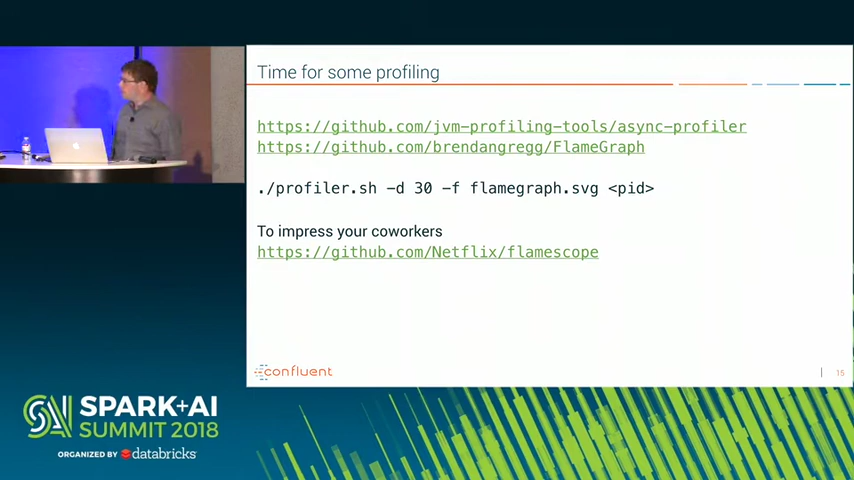 Time for some profiling
https://github.com/jvm-profiling-tools/async-profiler
https://github.com/brendangregg/FlameGraph
./profiler.sh -d 30 -f flamegraph.svg <pid>
To impress your coworkers
https://github.com/Netflix/flamescope
confluent
15
SPARK+AI
SUMMIT 2018
ORGANIZED BY databricks